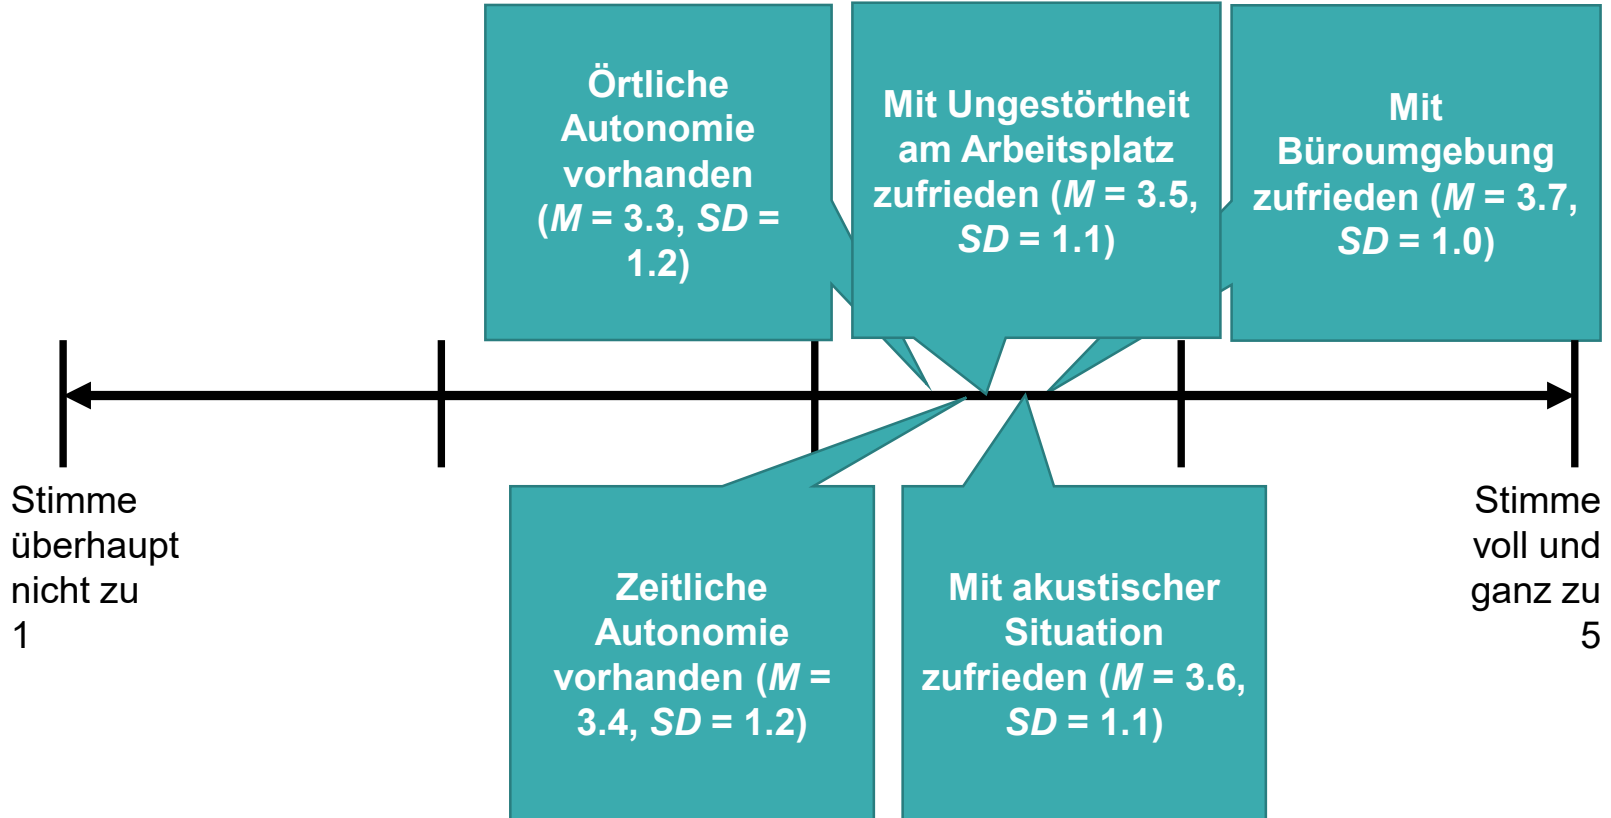 Örtliche
Autonomie
vorhanden
(M = 3.3, SD =
1.2)
Mit Ungestörtheit
am Arbeitsplatz
zufrieden (M = 3.5,
SD = 1.1)
Mit
Büroumgebung
zufrieden (M = 3.7,
SD = 1.0)
Stimme
überhaupt
nicht zu
1
Zeitliche
Autonomie
vorhanden (M =
3.4, SD = 1.2)
Mit akustischer
Situation
zufrieden (M = 3.6,
SD = 1.1)
Stimme
voll und
ganz zu
5